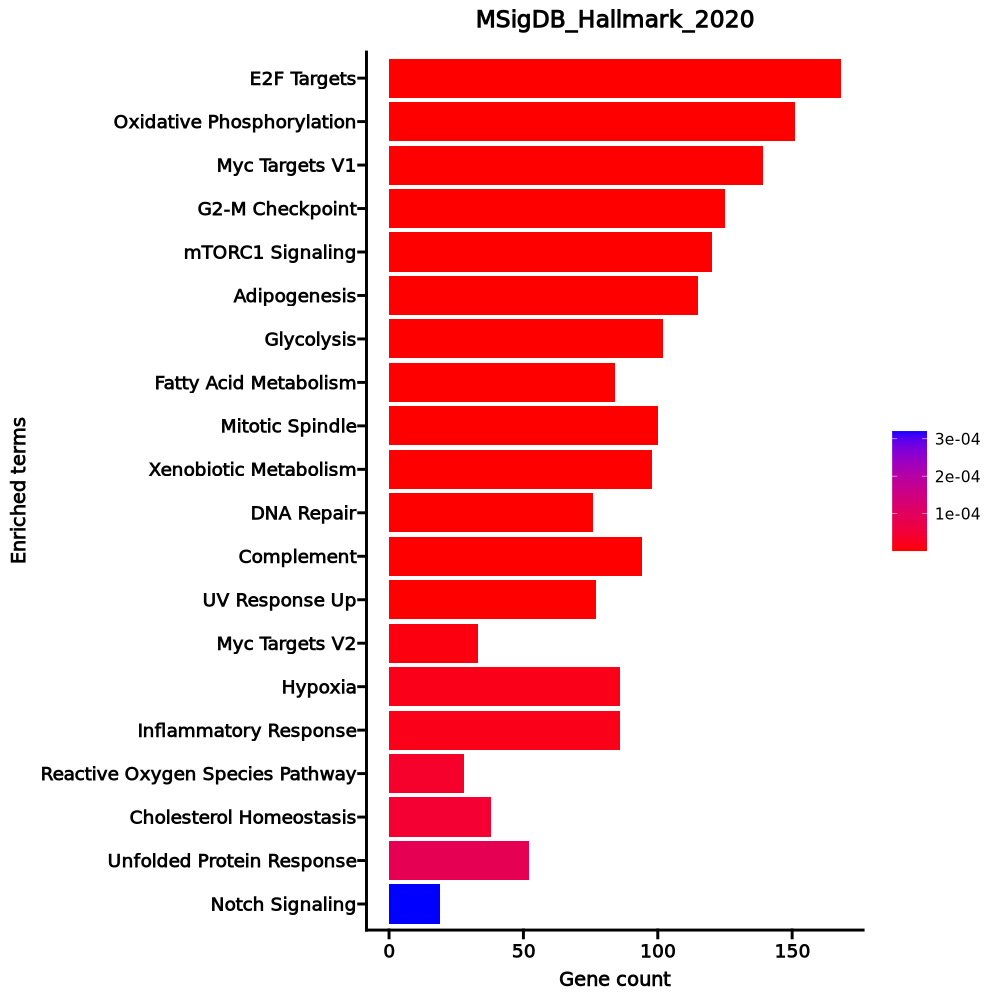 MSigDB_Hallmark_2020
E2F Targets
Oxidative Phosphorylation
Myc Targets V1
G2-M Checkpoint
mTORC1 Signaling
Adipogenesis
Glycolysis
Fatty Acid Metabolism
Mitotic Spindle
Xenobiotic Metabolism
DNA Repair
Complement
UV Response Up
Myc Targets V2
Hypoxia
Inflammatory Response
Reactive Oxygen Species Pathway
Cholesterol Homeostasis
Unfolded Protein Response
Notch Signaling
Enriched terms
0 50 100 150
Gene count
3e-04
2e-04
1e-04